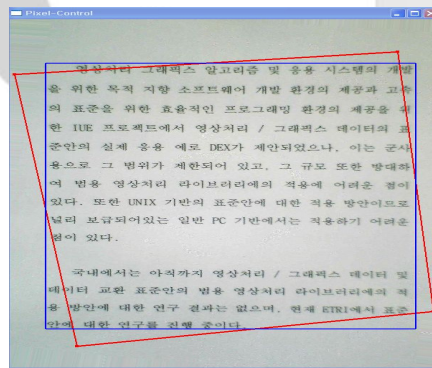 Pixel-Control
영상처리 그래픽스 알고리즘 및 응용 시스템의 개발
을 위한 목적 지향 소프트웨어 개발 환경의 제공과 고속
의 표준을 위한 효율적인 프로그래밍 환경의 제공을 위
한 IUE 프로젝트에서 영상처리 / 그래픽스 데이터의 표
준안의 실제 응용 예로 DEX가 제안되었으나, 이는 군사
용으로 그 범위가 제한되어 있고, 그 규모 또한 방대하
여 범용 영상처리 라이브러리에의 적용에 어려운 점이
있다. 또한 UNIX 기반의 표준안에 대한 적용 방안이므로
널리 보급되어있는 일반 PC 기반에서는 적용하기 어려운
점이 있다.
국내에서는 아직까지 영상처리 / 그래픽스 데이터 및
데이터 교환 표준안의 범용 영상처리 라이브러리에의 적
용 방안에 대한 연구 결과는 없으며, 현재 ETRI에서 표준
안에 대한 연구를 진행 중이다.